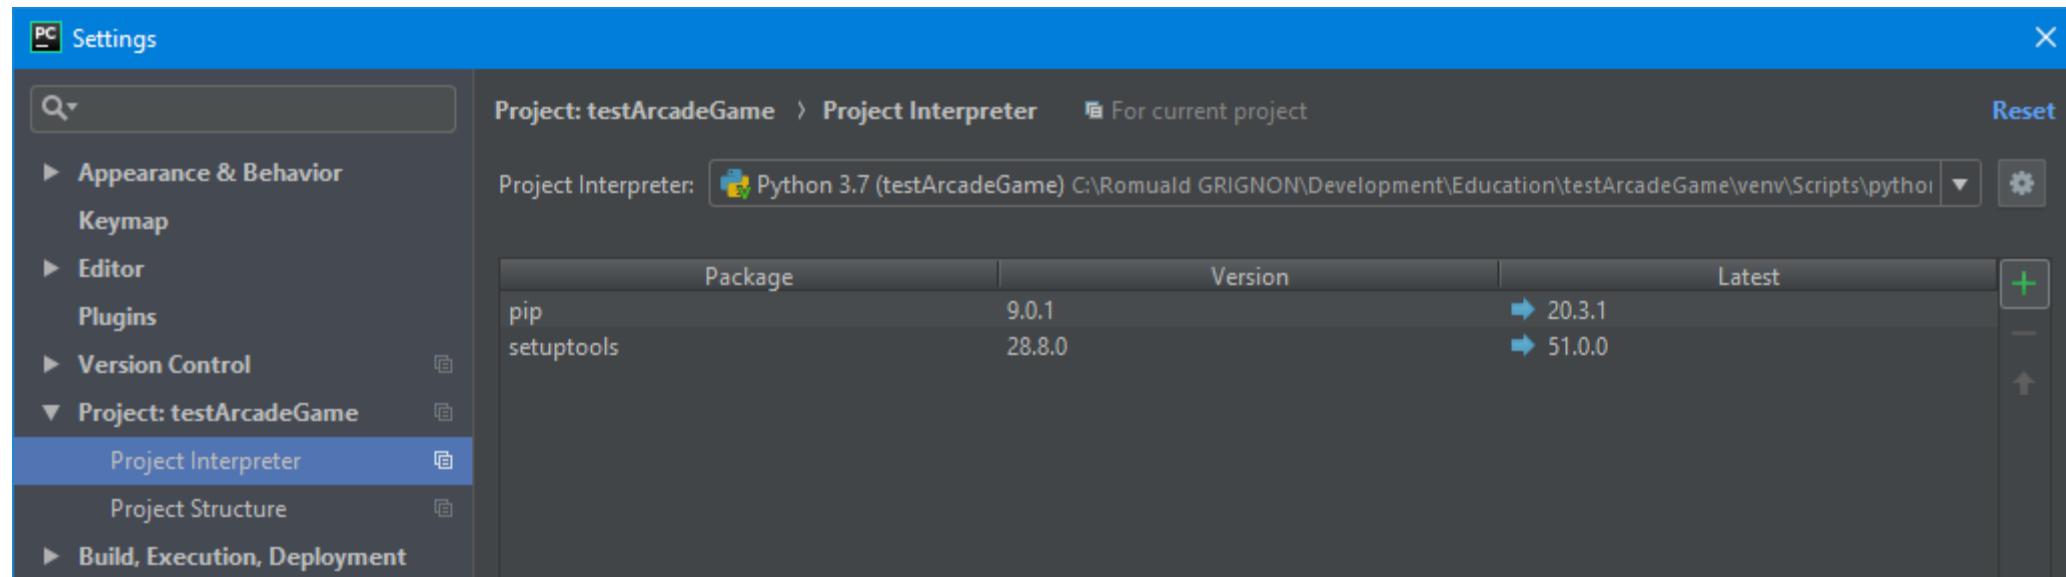 PC Settings
Project: testArcadeGame 〉 Project Interpreter For current project Reset
Appearance & Behavior
Project Interpreter: Python 3.7 (testArcadeGame) C:\Romuald GRIGNON\Development\Education\testArcadeGame\venv\Scripts\pytho
Keymap
Editor
Package Version Latest
pip 9.0.1 20.3.1
Plugins
setuptools 28.8.0 51.0.0
Version Control
Project: testArcadeGame
Project Interpreter
Project Structure
Build, Execution, Deployment